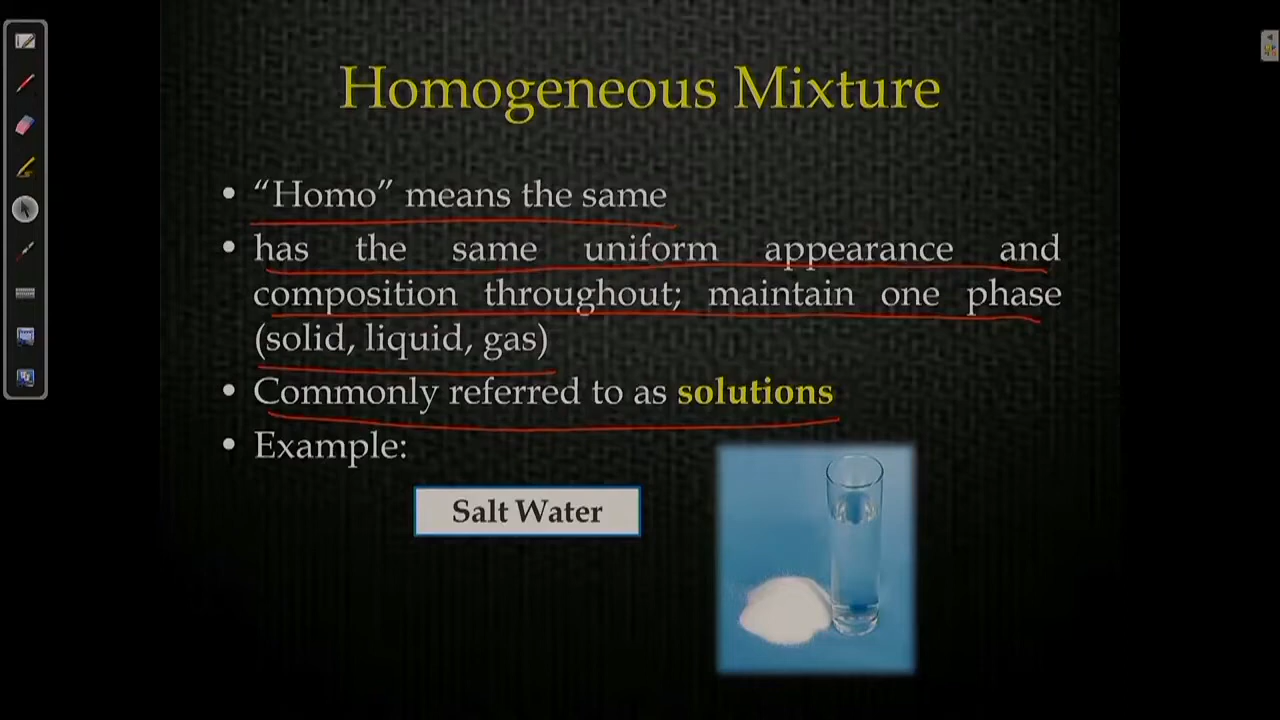 Homogeneous Mixture
• “Homo” means the same
• has the same uniform appearance and
composition throughout; maintain one phase
(solid, liquid, gas)
• Commonly referred to as solutions
• Example:
Salt Water